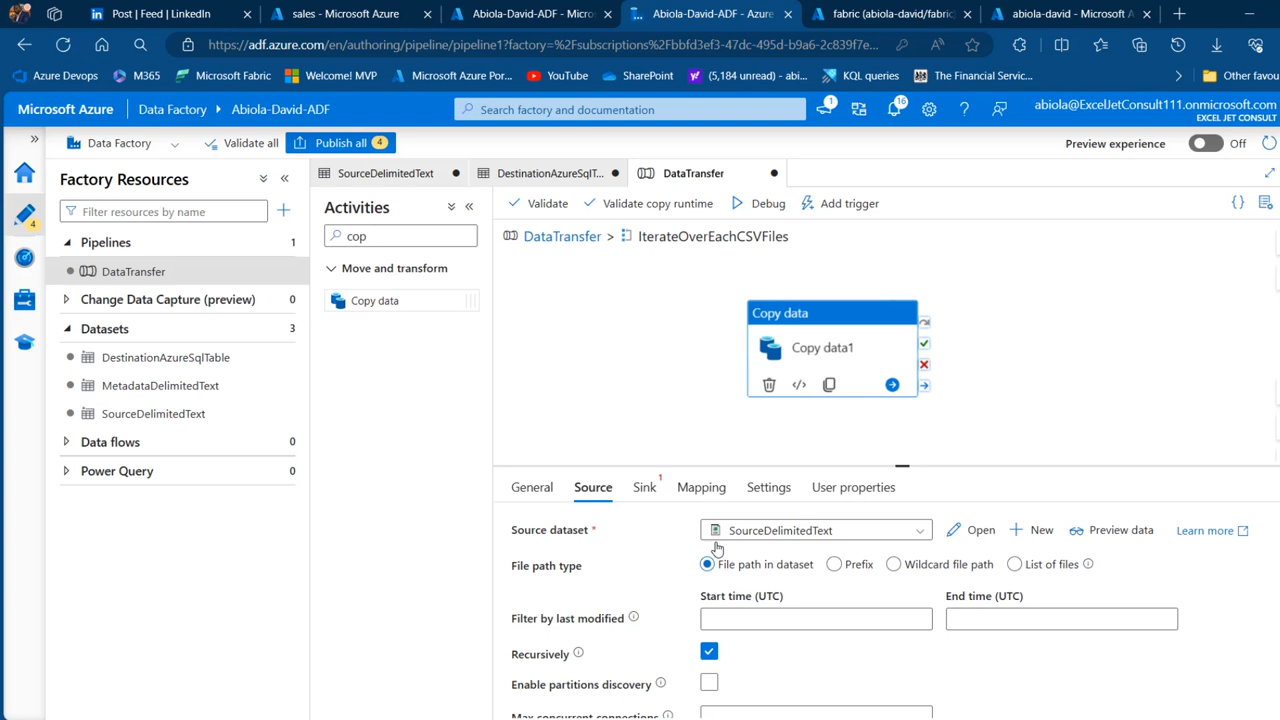 Post | Feed | LinkedIn
sales - Microsoft Azure
Abiola-David-ADF - Micros
Abiola-David-ADF - Azure
fabric (abiola-david/fabric)
abiola-david - Microsoft A
https://adf.azure.com/en/authoring/pipeline/pipeline1?factory=%2Fsubscriptions%2Fbbfd3ef3-47dc-495d-b9a6-2c839f7e...
Azure Devops
M365
Microsoft Fabric
Welcome! MVP
Microsoft Azure Por...
YouTube
SharePoint
(5,184 unread) - abi...
KQL queries
The Financial Servic...
Other favou
Microsoft Azure
Data Factory
Abiola-David-ADF
Search factory and documentation
1
16
abiola@ExcelJetConsult111.onmicrosoft.com
EXCEL JET CONSULT
Data Factory
Validate all
Publish all 4
Preview experience
Off
Factory Resources
SourceDelimitedText
DestinationAzureSqlT...
DataTransfer
4
Filter resources by name
Activities
Validate
Validate copy runtime
Debug
Add trigger
cop
Pipelines 1
DataTransfer > IterateOverEachCSVFiles
DataTransfer
Move and transform
Change Data Capture (preview) 0
Copy data
Copy data
Datasets 3
Copy data1
DestinationAzureSqlTable
MetadataDelimitedText
SourceDelimitedText
Data flows 0
Power Query 0
General
Source
Sink 1
Mapping
Settings
User properties
Source dataset *
SourceDelimitedText
Open
New
Preview data
Learn more
File path type
File path in dataset
Prefix
Wildcard file path
List of files
Start time (UTC)
End time (UTC)
Filter by last modified
Recursively
Enable partitions discovery
Max concurrent connections